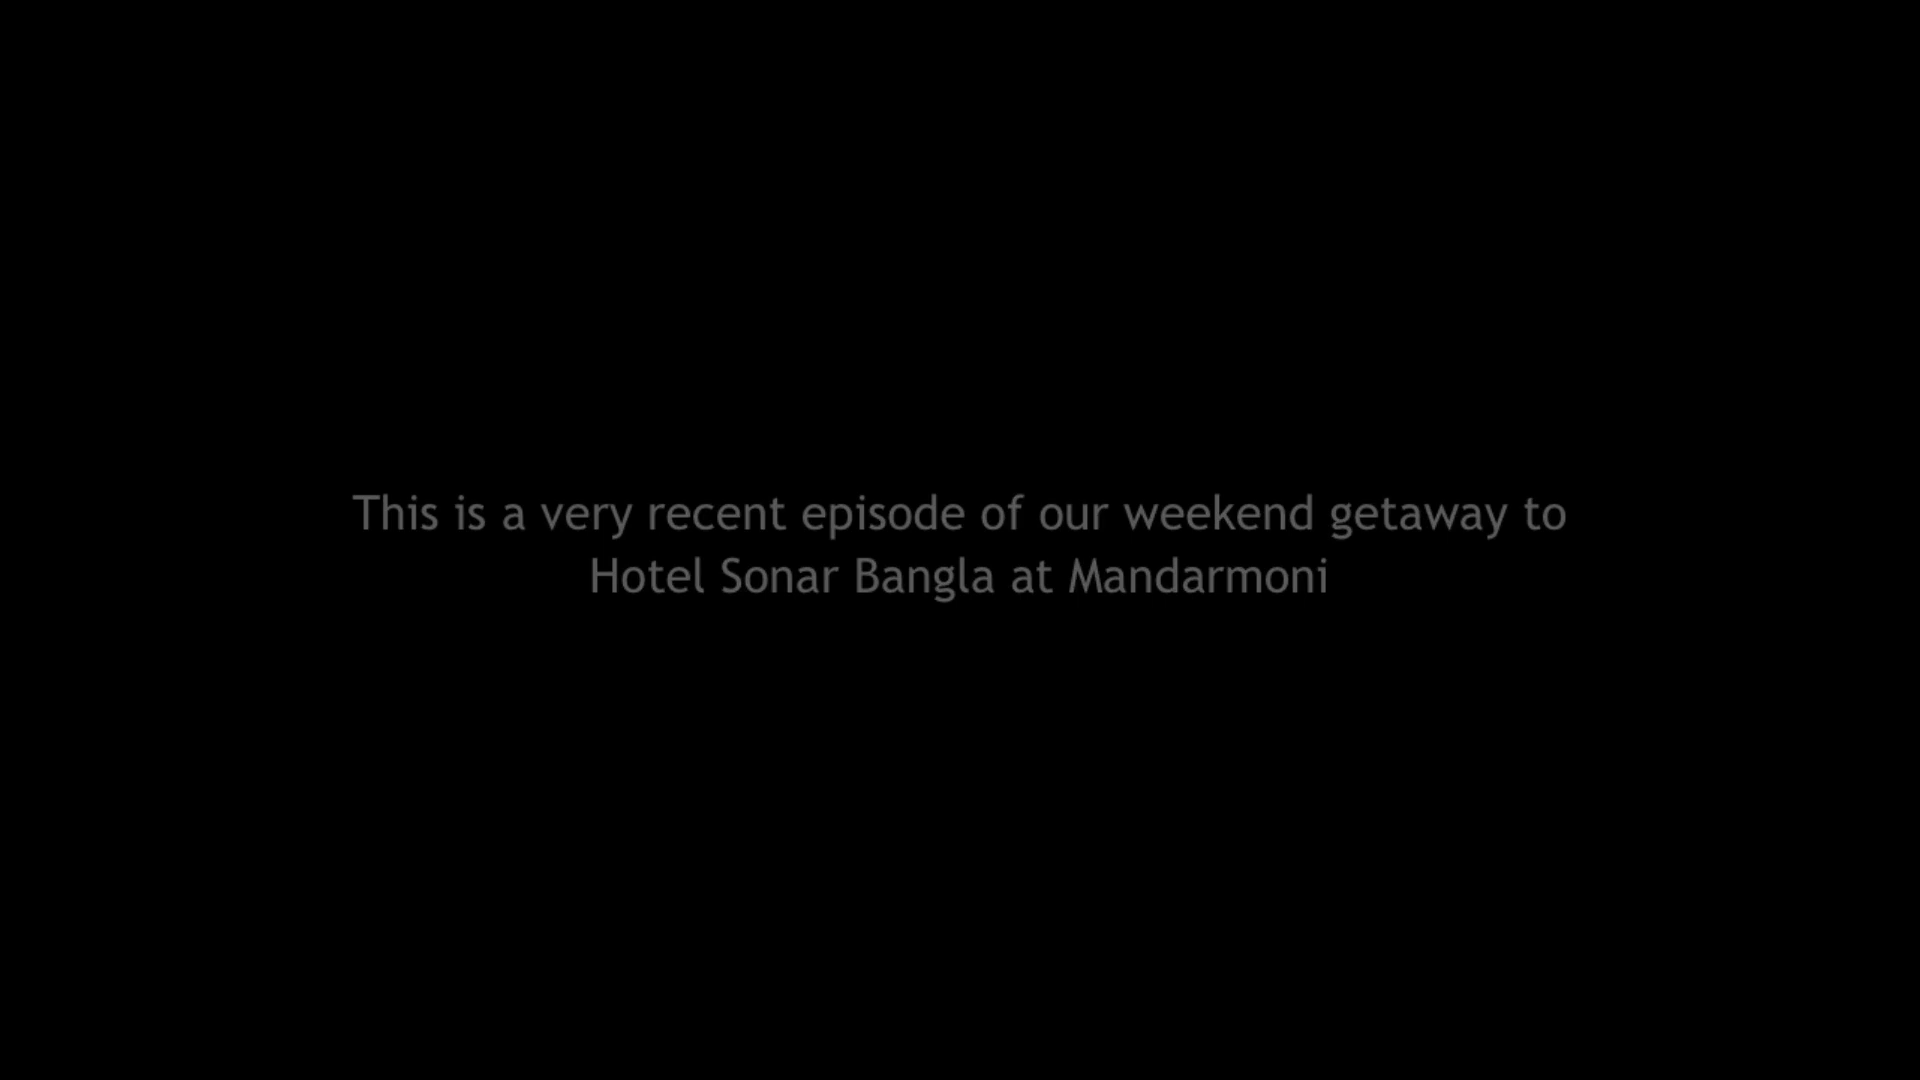 This is a very recent episode of our weekend getaway to
Hotel Sonar Bangla at Mandarmoni